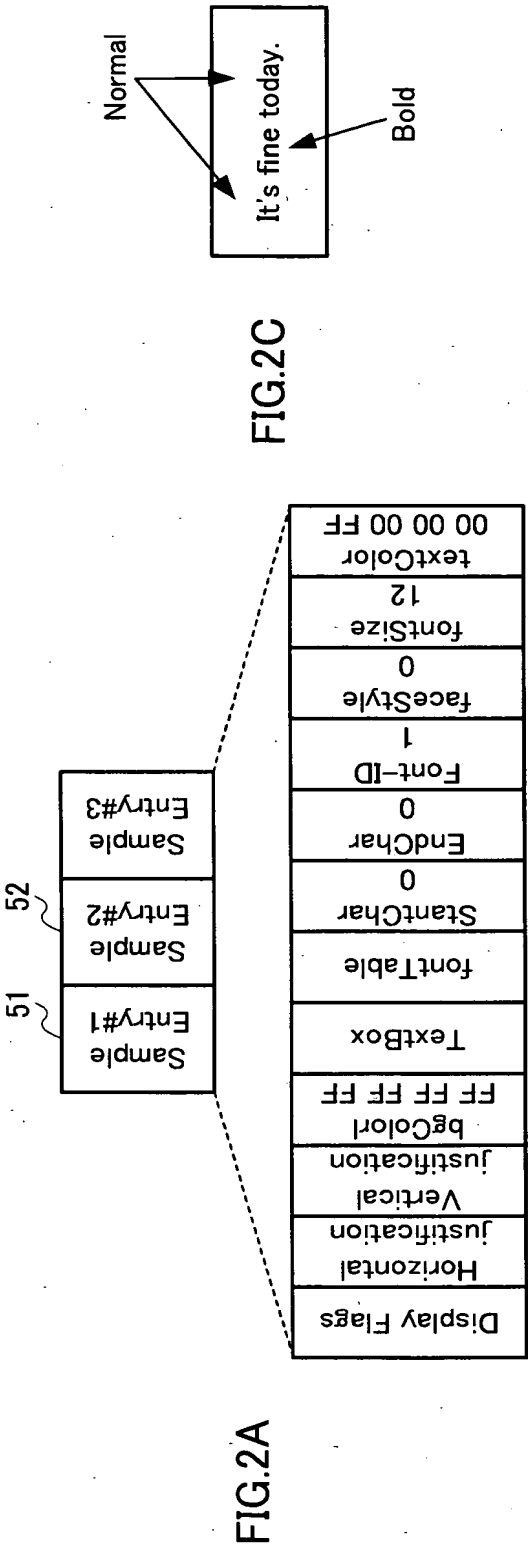 FIG.2A
51
52
Sample
Entry#1
Sample
Entry#2
Sample
Entry#3
Display Flags
Horizontal
justification
Vertical
justification
bgColorl
FF FF FF FF
TextBox
fontTable
StantChar
0
EndChar
0
Font-ID
1
faceStyle
0
fontSize
12
textColor
00 00 00 FF
FIG.2C
Normal
It's fine today.
Bold